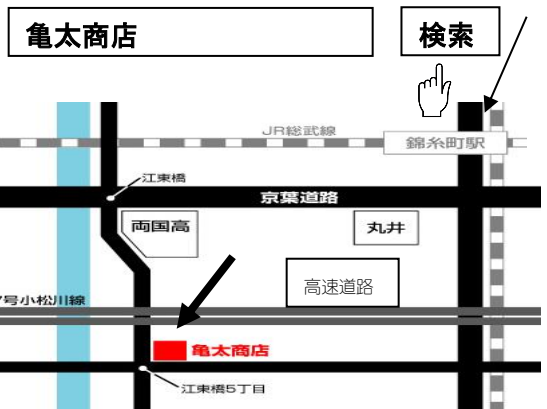 亀太商店
検索
JR総武線
錦糸町駅
江東橋
京葉道路
両国高
丸井
高速道路
7号小松川線
亀太商店
江東橋5丁目